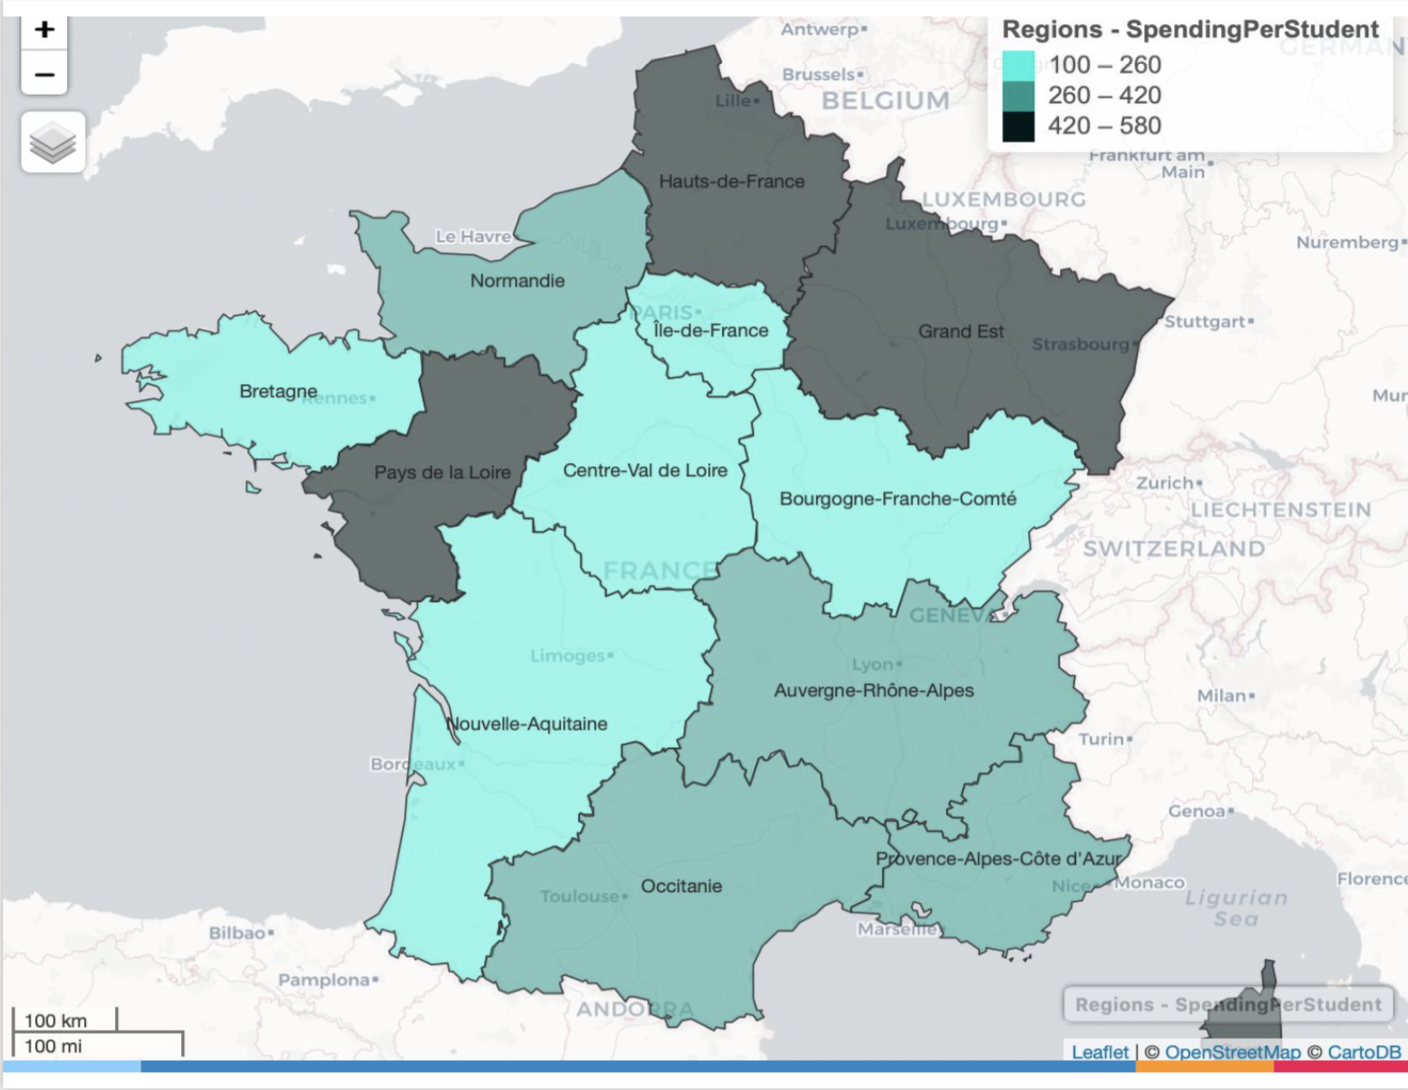 +
−
Regions - SpendingPerStudent
100 – 260
260 – 420
420 – 580
Antwerp
Brussels
BELGIUM
Lille
Hauts-de-France
Frankfurt am
Main
LUXEMBOURG
Luxembourg
Nuremberg
Le Havre
Normandie
PARIS
Île-de-France
Grand Est
Stuttgart
Strasbourg
Bretagne
Rennes
Mun
Pays de la Loire
Centre-Val de Loire
Bourgogne-Franche-Comté
Zurich
LIECHTENSTEIN
SWITZERLAND
FRANCE
GENEVA
Limoges
Lyon
Auvergne-Rhône-Alpes
Milan
Nouvelle-Aquitaine
Turin
Bordeaux
Genoa
Provence-Alpes-Côte d'Azur
Occitanie
Toulouse
Nice
Monaco
Florence
Ligurian
Sea
Marseille
Bilbao
Pamplona
ANDORRA
Regions - SpendingPerStudent
100 km
100 mi
Leaflet | © OpenStreetMap © CartoDB